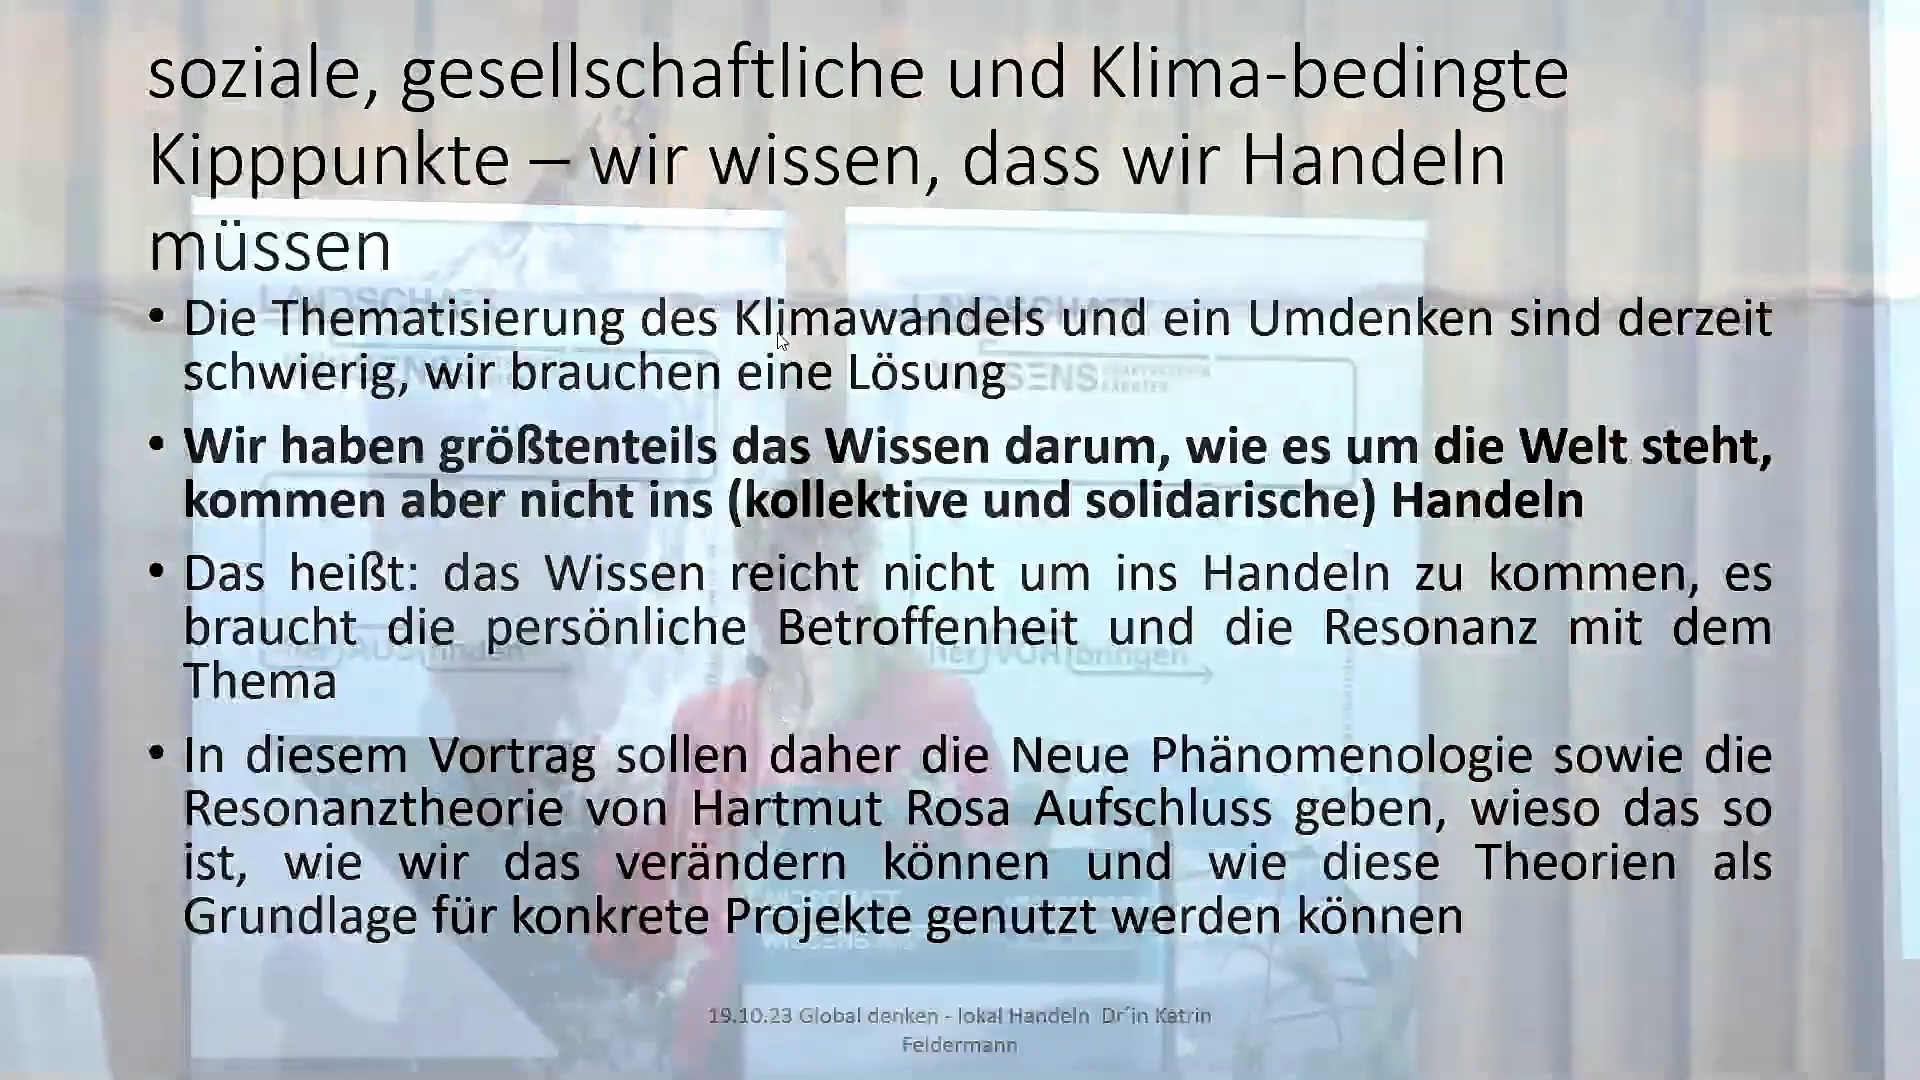 soziale, gesellschaftliche und Klima-bedingte
Kipppunkte – wir wissen, dass wir Handeln
müssen
• Die Thematisierung des Klimawandels und ein Umdenken sind derzeit
schwierig, wir brauchen eine Lösung
• Wir haben größtenteils das Wissen darum, wie es um die Welt steht,
kommen aber nicht ins (kollektive und solidarische) Handeln
• Das heißt: das Wissen reicht nicht um ins Handeln zu kommen, es
braucht die persönliche Betroffenheit und die Resonanz mit dem
Thema
• In diesem Vortrag sollen daher die Neue Phänomenologie sowie die
Resonanztheorie von Hartmut Rosa Aufschluss geben, wieso das so
ist, wie wir das verändern können und wie diese Theorien als
Grundlage für konkrete Projekte genutzt werden können
19.10.23 Global denken - lokal Handeln Dr´in Katrin
Feldermann